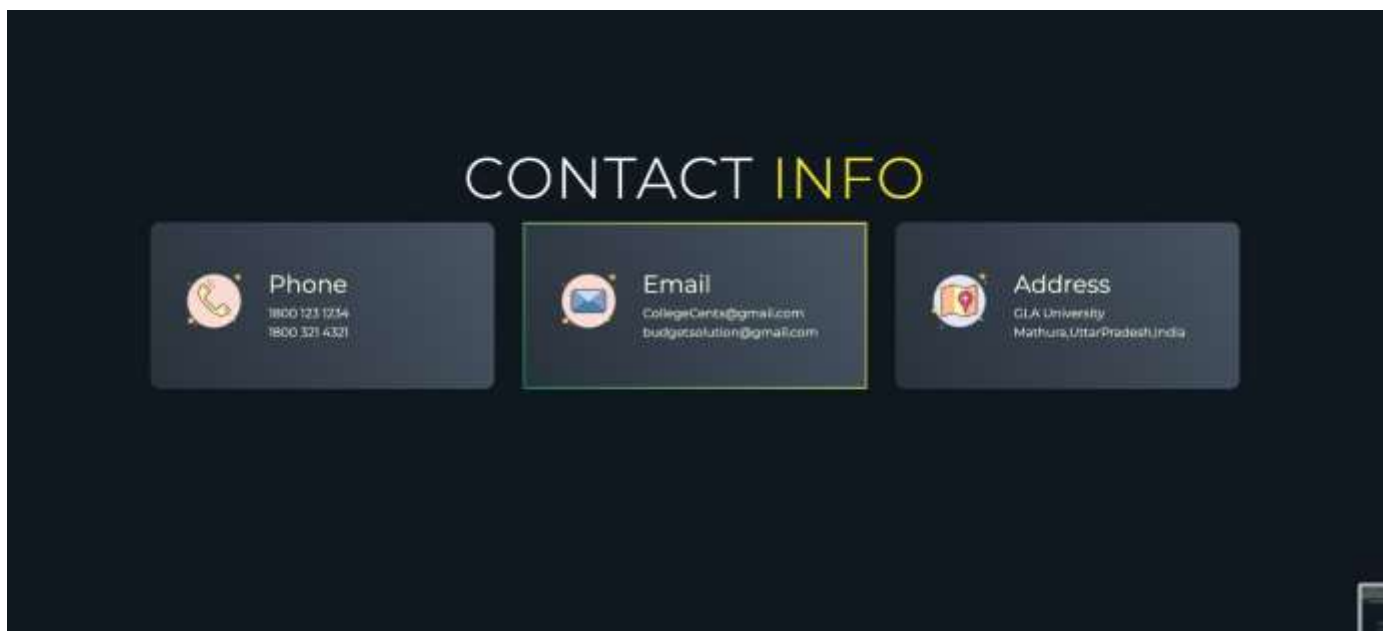 CONTACT INFO
Phone
1800 123 1234
1800 321 4321
Email
CollegeCents@gmail.com
budgetsolution@gmail.com
Address
GLA University
Mathura,UttarPradesh,India